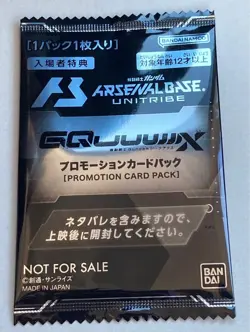 [1パック1枚入り]
入場者特典
BANDAI NAMCO
対象年齢12才以上
機動戦士ガンダム
ARSENALBASE
UNITRIBE
GQuuuuuuX
プロモーションカードパック
[PROMOTION CARD PACK]
ネタバレを含みますので、
上映後に開封してください。
NOT FOR SALE
©創通・サンライズ
MADE IN JAPAN
BAN
DAI